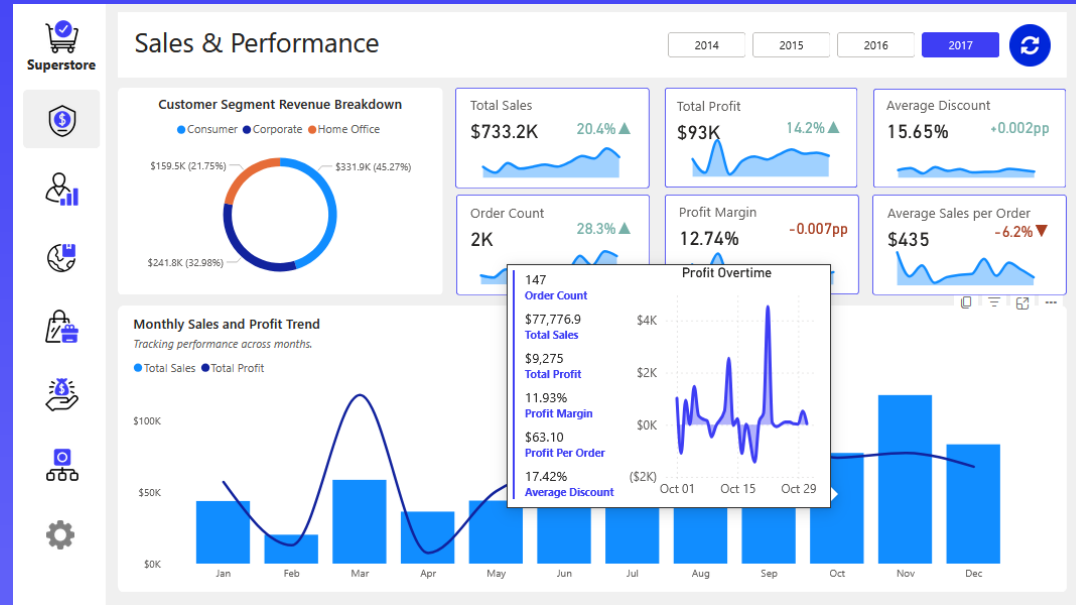 Superstore
Sales & Performance
2014
2015
2016
2017
Customer Segment Revenue Breakdown
Consumer
Corporate
Home Office
$159.5K (21.75%)
$331.9K (45.27%)
$241.8K (32.98%)
Total Sales
$733.2K
20.4%
Total Profit
$93K
14.2%
Average Discount
15.65%
+0.002pp
Order Count
2K
28.3%
Profit Margin
12.74%
-0.007pp
Average Sales per Order
$435
-6.2%
Monthly Sales and Profit Trend
Tracking performance across months.
Total Sales
Total Profit
$100K
$50K
$0K
Jan
Feb
Mar
Apr
May
Jun
Jul
Aug
Sep
Oct
Nov
Dec
147
Order Count
$77,776.9
Total Sales
$9,275
Total Profit
11.93%
Profit Margin
$63.10
Profit Per Order
17.42%
Average Discount
Profit Overtime
$4K
$2K
$0K
($2K)
Oct 01
Oct 15
Oct 29